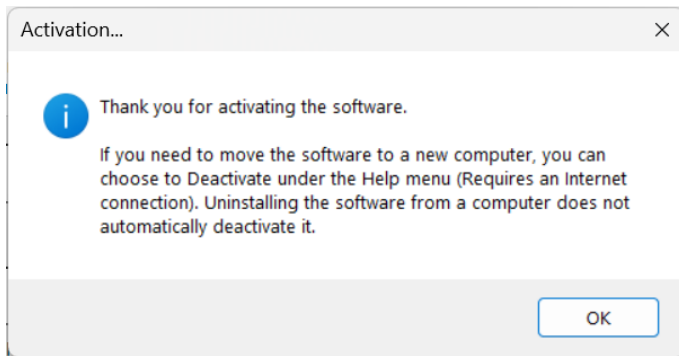 Activation...
Thank you for activating the software.
If you need to move the software to a new computer, you can
choose to Deactivate under the Help menu (Requires an Internet
connection). Uninstalling the software from a computer does not
automatically deactivate it.
OK